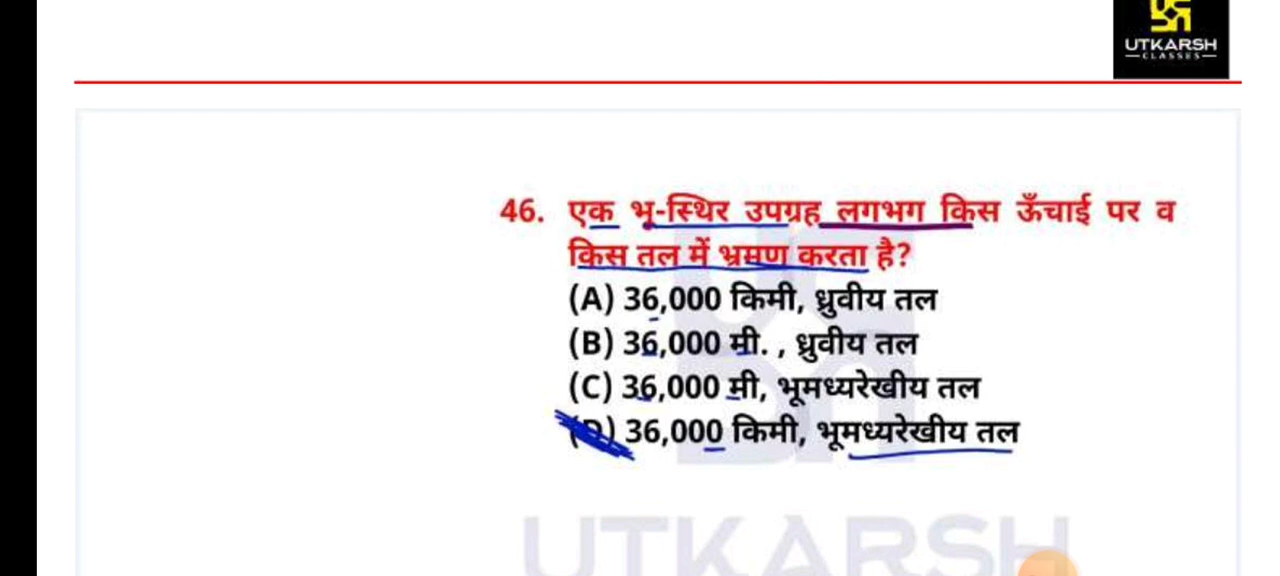 UTKARSH
CLASSES
46. एक भू-स्थिर उपग्रह लगभग किस ऊँचाई पर व
किस तल में भ्रमण करता है?
(A) 36,000 किमी, ध्रुवीय तल
(B) 36,000 मी. , ध्रुवीय तल
(C) 36,000 मी, भूमध्यरेखीय तल
(D) 36,000 किमी, भूमध्यरेखीय तल
UTKARSH